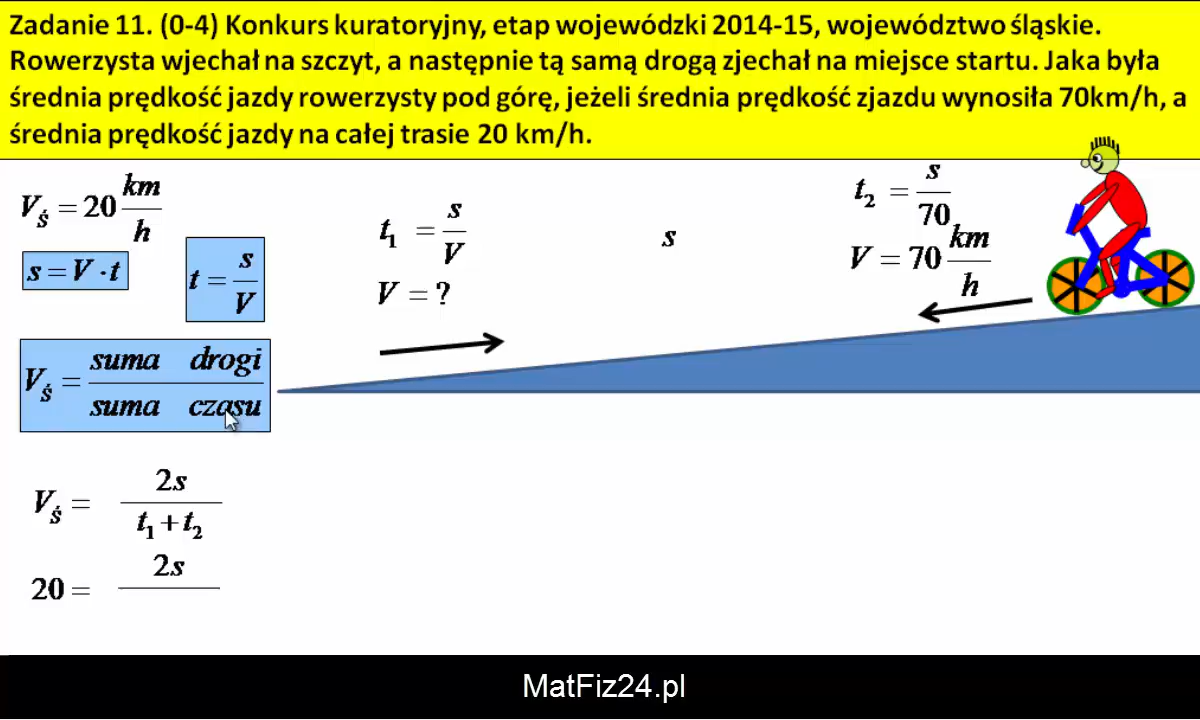 Zadanie 11. (0-4) Konkurs kuratoryjny, etap wojewódzki 2014-15, województwo śląskie.
Rowerzysta wjechał na szczyt, a następnie tą samą drogą zjechał na miejsce startu. Jaka była
średnia prędkość jazdy rowerzysty pod górę, jeżeli średnia prędkość zjazdu wynosiła 70km/h, a
średnia prędkość jazdy na całej trasie 20 km/h.
V_ś = 20 km/h
s = V · t
t = s/V
t₁ = s/V
V = ?
s
t₂ = s/70
V = 70 km/h
V_ś = suma drogi / suma czasu
V_ś = 2s / t₁ + t₂
20 = 2s /
MatFiz24.pl